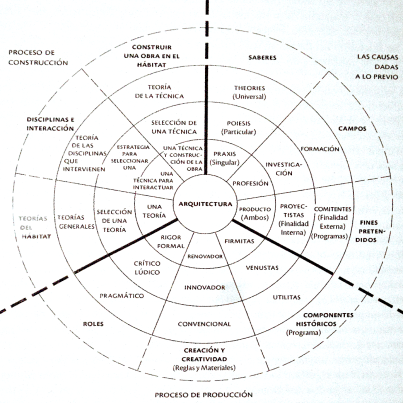 PROCESO DE
CONSTRUCCIÓN
CONSTRUIR
UNA OBRA EN EL
HÁBITAT
SABERES
LAS CAUSAS
DADAS
A LO PREVIO
TEORÍA
DE LA TÉCNICA
THEORIES
(Universal)
DISCIPLINAS E
INTERACCIÓN
SELECCIÓN DE
UNA TÉCNICA
POIESIS
(Particular)
CAMPOS
TEORÍA
DE LAS
DISCIPLINAS
QUE
INTERVIENEN
ESTRATEGIA
PARA
SELECCIONAR
UNA
UNA TÉCNICA
Y CONSTRUC-
CIÓN DE LA
OBRA
PRAXIS
(Singular)
FORMACIÓN
INVESTIGA-
CIÓN
UNA
TÉCNICA PARA
INTERACTUAR
PROFESIÓN
ARQUITECTURA
TEORÍAS
DEL
HÁBITAT
TEORÍAS
GENERALES
SELECCIÓN
DE UNA
TEORÍA
UNA
TEORÍA
PRODUCTO
(Ambos)
PROYEC-
TISTAS
(Finalidad
Interna)
COMITENTES
(Finalidad
Externa)
(Programas)
FINES
PRETEN-
DIDOS
RIGOR
FORMAL
FIRMITAS
RENOVADOR
CRÍTICO
LÚDICO
VENUSTAS
INNOVADOR
PRAGMÁTICO
UTILITAS
ROLES
CONVENCIONAL
COMPONENTES
HISTÓRICOS
(Programa)
CREACIÓN Y
CREATIVIDAD
(Reglas y Materiales)
PROCESO DE PRODUCCIÓN